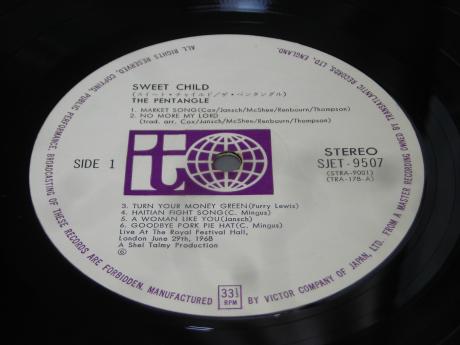 SWEET CHILD
(スイート・チャイルド/ザ・ペンタングル)
THE PENTANGLE
1. MARKET SONG(Cox/Jansch/McShee/Renbourn/Thompson)
2. NO MORE MY LORD
(trad. arr. Cox/Jansch/McShee/Renbourn/Thompson)
SIDE 1
it
STEREO
SJET-9507
(STRA-9001)
(TRA-178-A)
3. TURN YOUR MONEY GREEN(Furry Lewis)
4. HAITIAN FIGHT SONG(C. Mingus)
5. A WOMAN LIKE YOU(Jansch)
6. GOODBYE PORK PIE HAT(C. Mingus)
Live At The Royal Festival Hall,
London June 29th, 1968
A Shel Talmy Production
Ⓟ
33⅓
RPM
ALL RIGHTS RESERVED. COPYING, PUBLIC PERFORMANCE, BROADCASTING OF THESE RECORDS ARE FORBIDDEN. MANUFACTURED BY VICTOR COMPANY OF JAPAN, LTD. FROM A MASTER RECORDING OWNED BY TRANSATLANTIC RECORDS, LTD. ENGLAND.